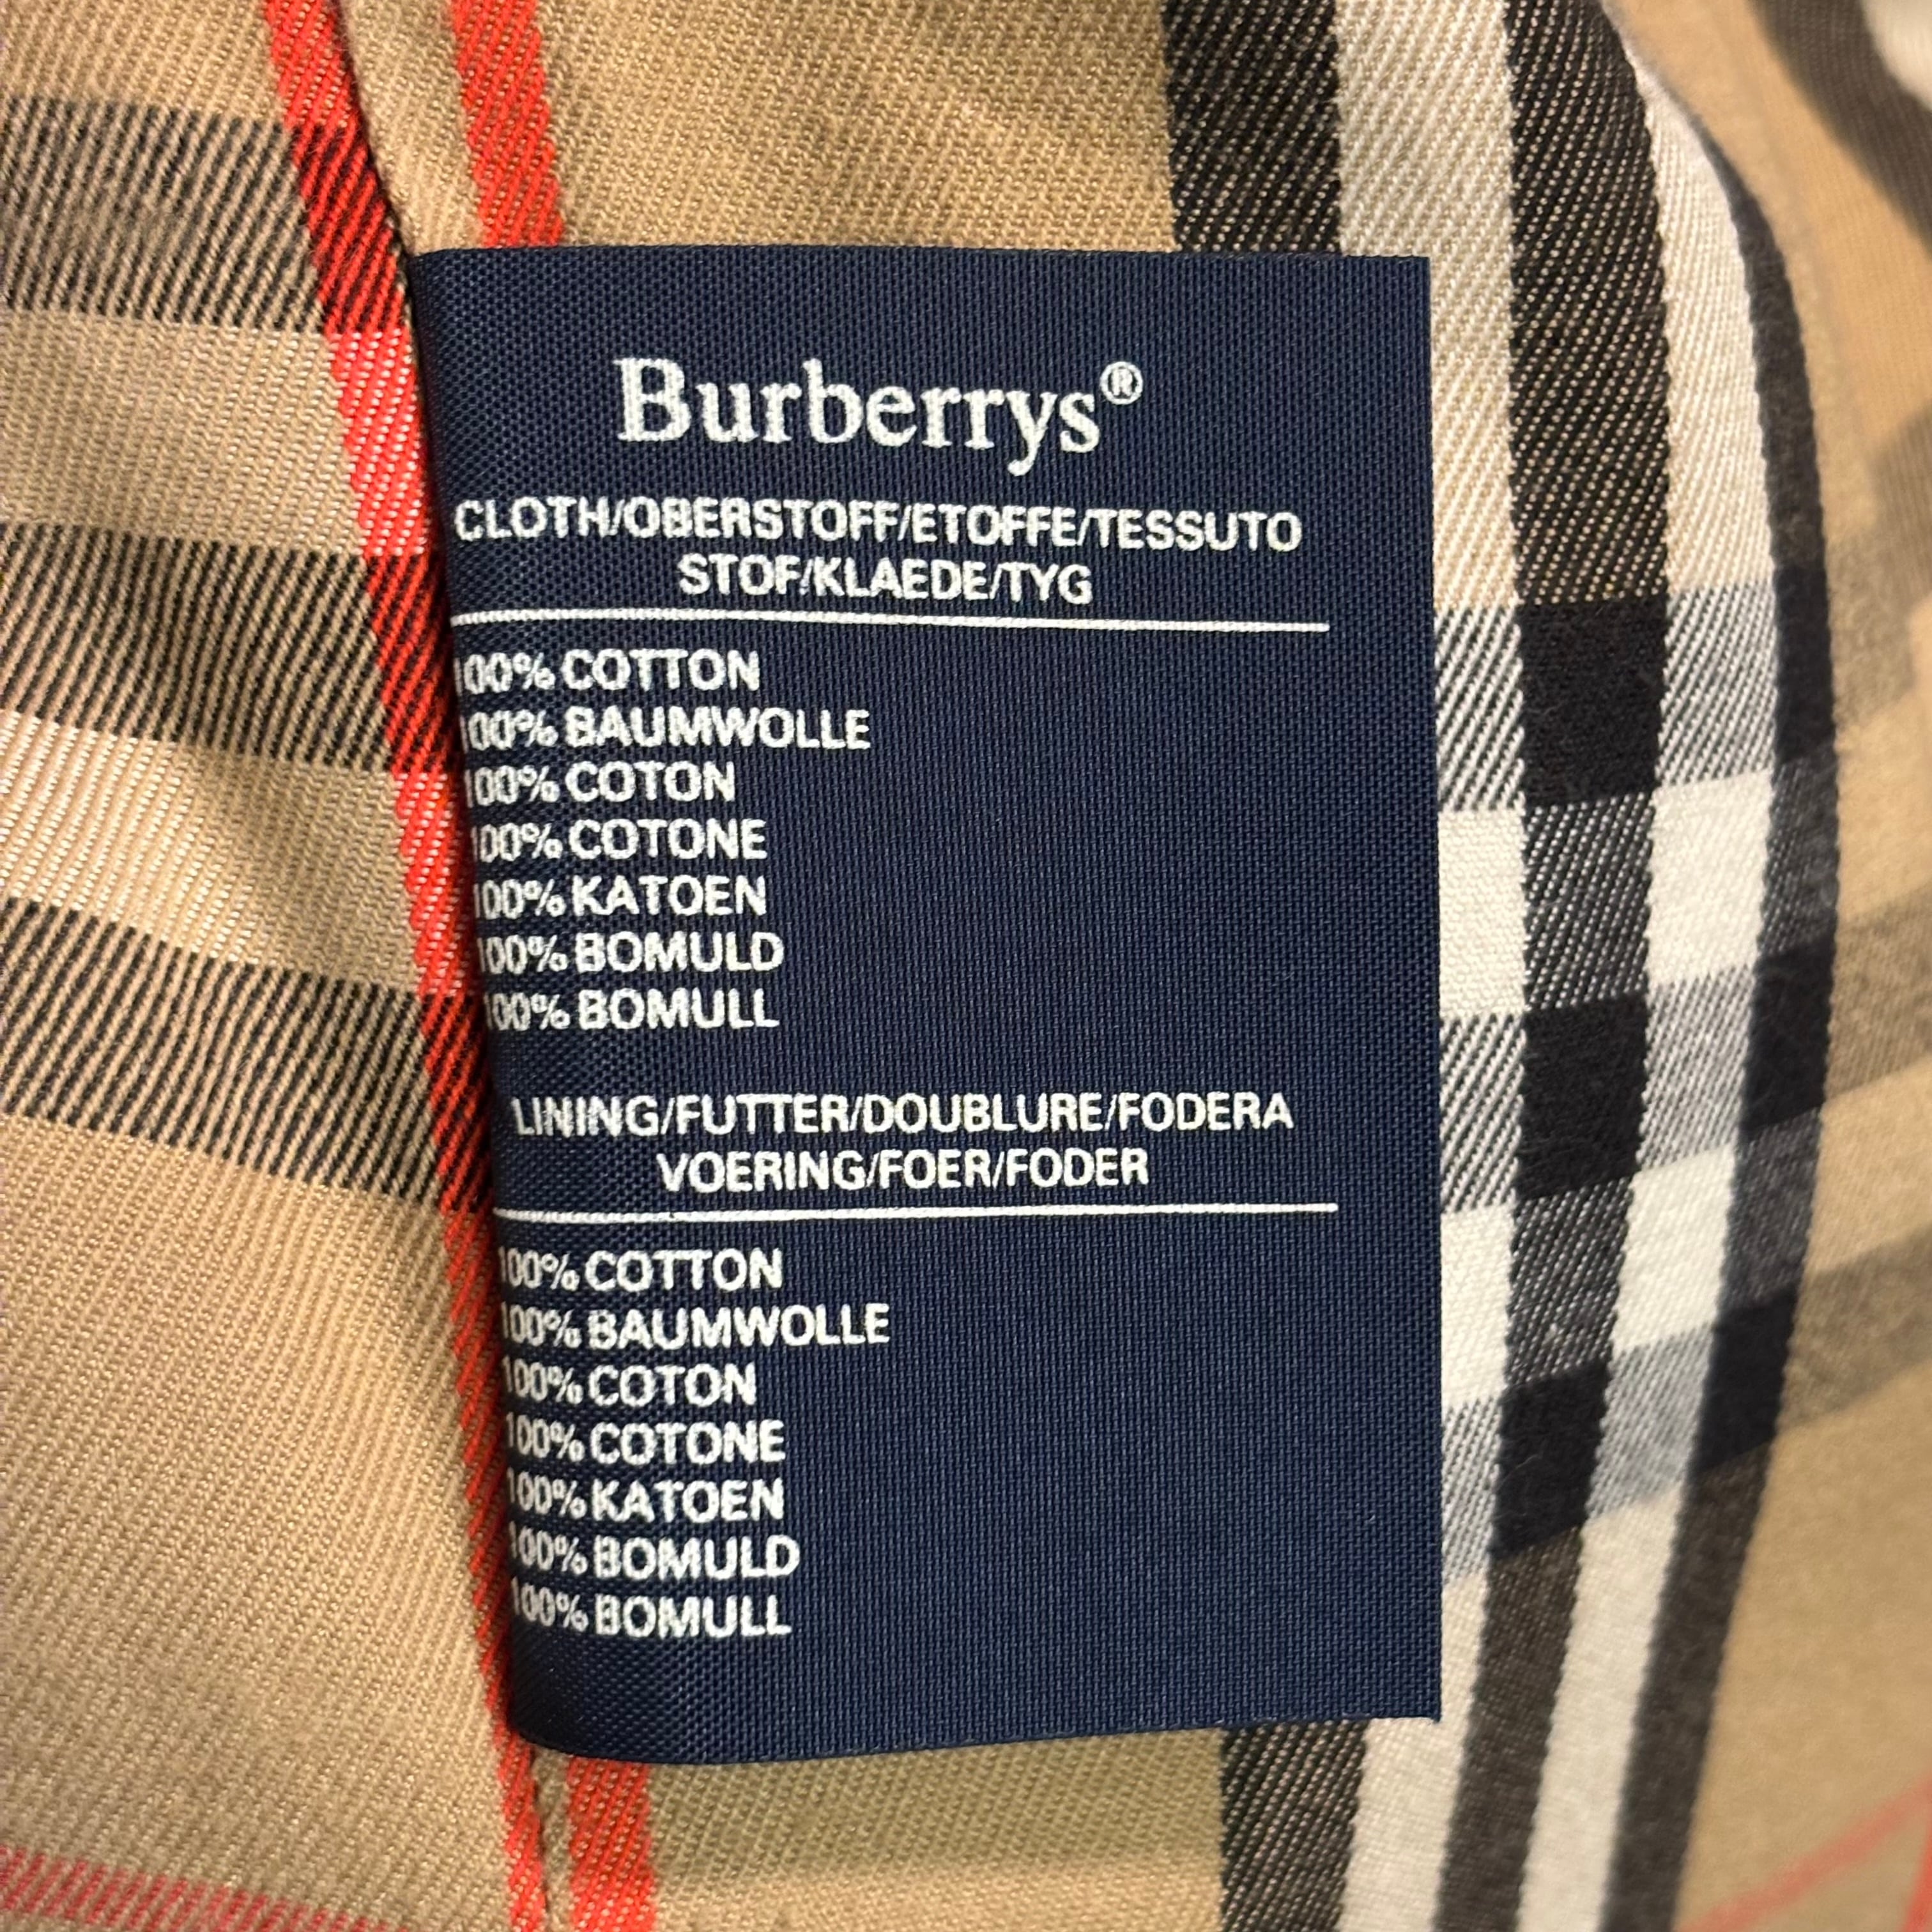 Burberrys®
CLOTH/OBERSTOFF/ETOFFE/TESSUTO
STOF/KLAEDE/TYG
100% COTTON
100% BAUMWOLLE
100% COTON
100% COTONE
100% KATOEN
100% BOMULD
100% BOMULL
LINING/FUTTER/DOUBLURE/FODERA
VOERING/FOER/FODER
100% COTTON
100% BAUMWOLLE
100% COTON
100% COTONE
100% KATOEN
100% BOMULD
100% BOMULL